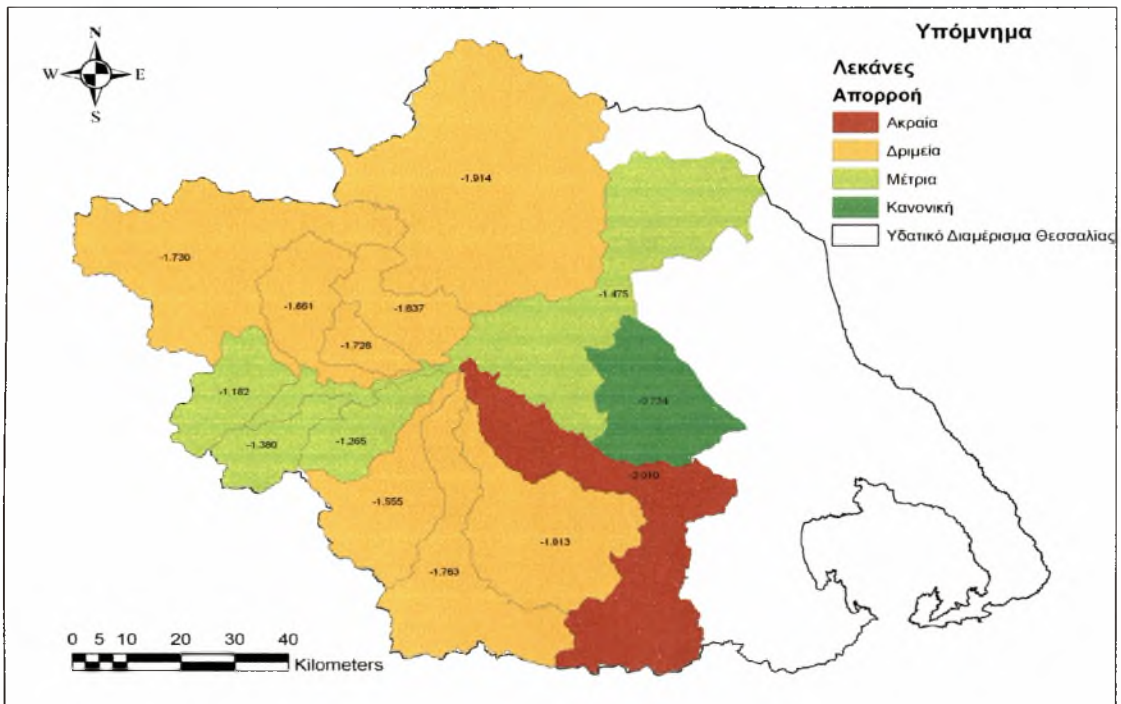 Υπόμνημα
Λεκάνες
Απορροή
Ακραία
Δριμεία
Μέτρια
Κανονική
Υδατικό Διαμέρισμα Θεσσαλίας
N
W E
S
-1.914
-1.730
-1.661
-1.637
-1.726
-1.475
-1.182
-1.380
-1.265
-0.734
-2.010
-1.555
-1.913
-1.763
0 5 10 20 30 40
Kilometers